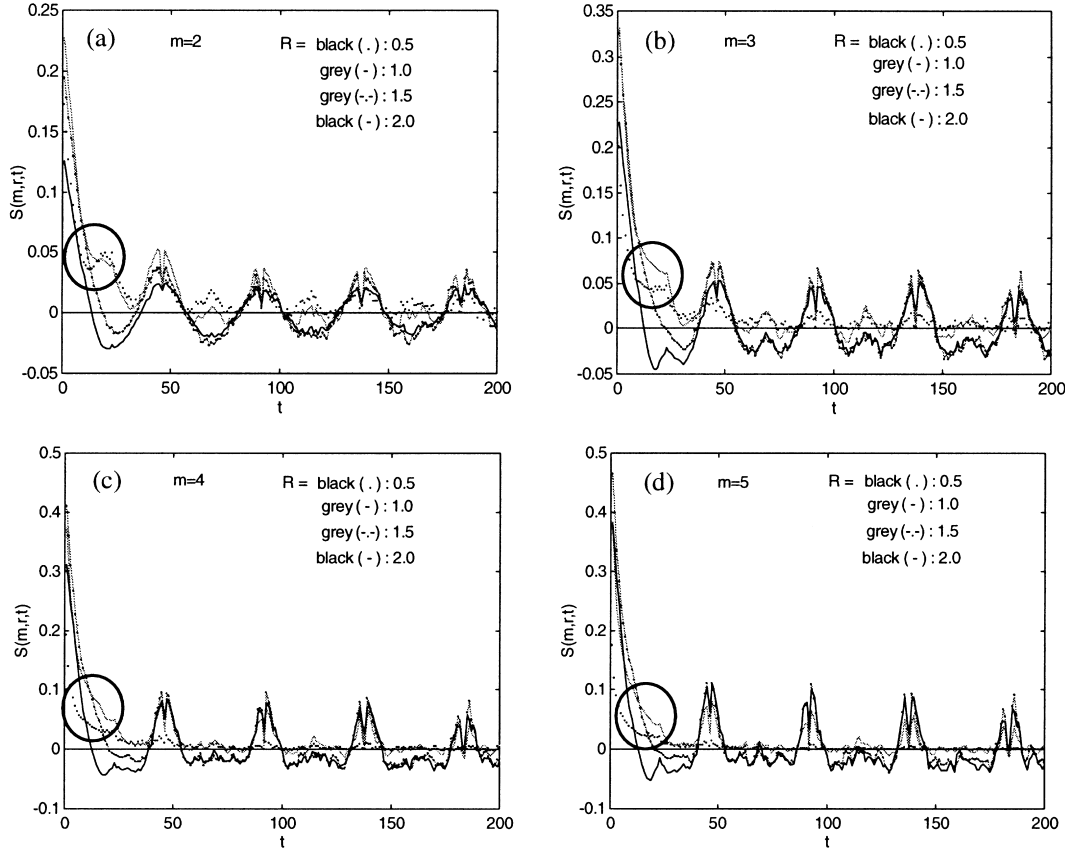 (a) m=2 R = black ( . ) : 0.5
grey ( - ) : 1.0
grey (-.-) : 1.5
black ( - ) : 2.0
0.25
0.2
0.15
0.1
0.05
0
-0.05
S(m,r,t)
0 50 100 150 200
t
(b) m=3 R = black ( . ) : 0.5
grey ( - ) : 1.0
grey (-.-) : 1.5
black ( - ) : 2.0
0.35
0.3
0.25
0.2
0.15
0.1
0.05
0
-0.05
S(m,r,t)
0 50 100 150 200
t
(c) m=4 R = black ( . ) : 0.5
grey ( - ) : 1.0
grey (-.-) : 1.5
black ( - ) : 2.0
0.5
0.4
0.3
0.2
0.1
0
-0.1
S(m,r,t)
0 50 100 150 200
t
(d) m=5 R = black ( . ) : 0.5
grey ( - ) : 1.0
grey (-.-) : 1.5
black ( - ) : 2.0
0.5
0.4
0.3
0.2
0.1
0
-0.1
S(m,r,t)
0 50 100 150 200
t